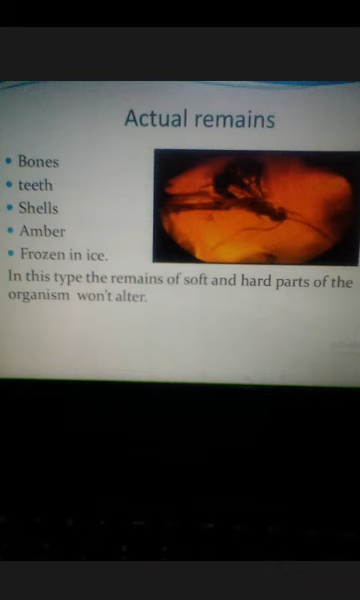 Actual remains
• Bones
• teeth
• Shells
• Amber
• Frozen in ice.
In this type the remains of soft and hard parts of the
organism won't alter.